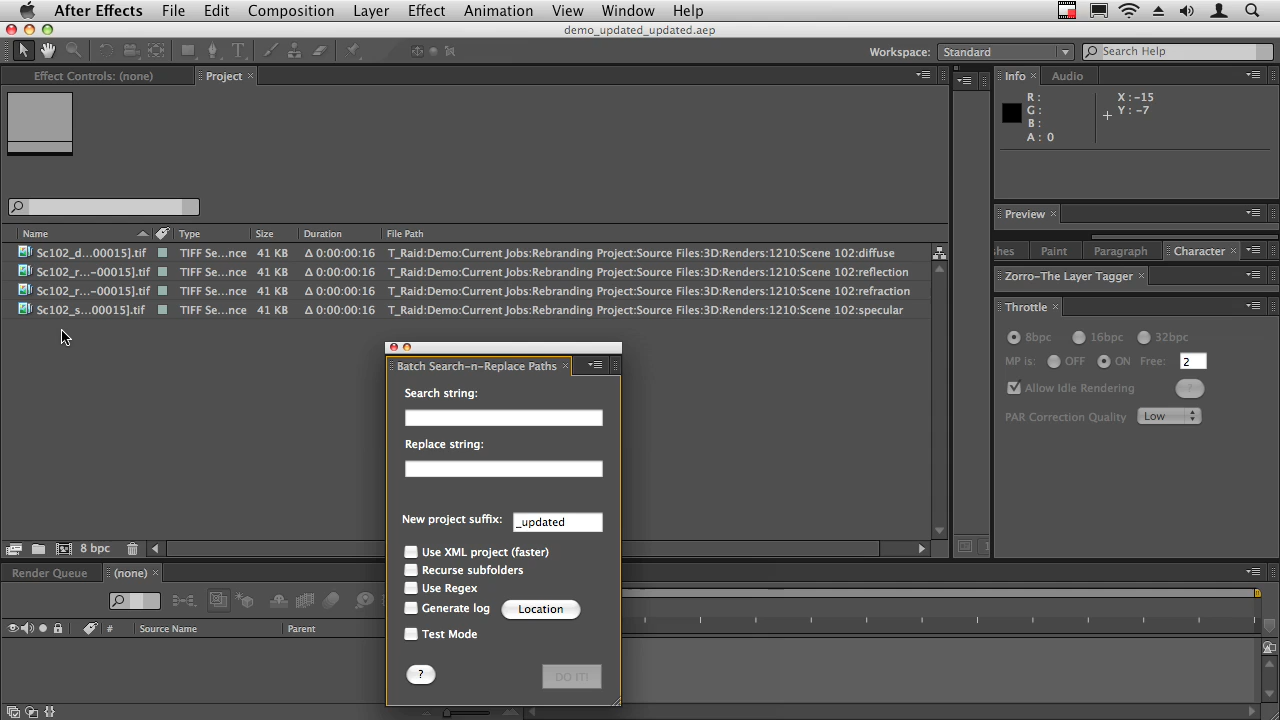 After Effects File Edit Composition Layer Effect Animation View Window Help
demo_updated_updated.aep
Workspace: Standard Search Help
Effect Controls: (none) Project Info Audio
R : X : -15
G : Y : -7
B :
A : 0
Preview
Name Type Size Duration File Path
Sc102_d...00015].tif TIFF Se...nce 41 KB Δ 0:00:00:16 T_Raid:Demo:Current Jobs:Rebranding Project:Source Files:3D:Renders:1210:Scene 102:diffuse
Sc102_r...-00015].tif TIFF Se...nce 41 KB Δ 0:00:00:16 T_Raid:Demo:Current Jobs:Rebranding Project:Source Files:3D:Renders:1210:Scene 102:reflection
Sc102_r...-00015].tif TIFF Se...nce 41 KB Δ 0:00:00:16 T_Raid:Demo:Current Jobs:Rebranding Project:Source Files:3D:Renders:1210:Scene 102:refraction
Sc102_s...00015].tif TIFF Se...nce 41 KB Δ 0:00:00:16 T_Raid:Demo:Current Jobs:Rebranding Project:Source Files:3D:Renders:1210:Scene 102:specular
shes Paint Paragraph Character
Zorro-The Layer Tagger
Throttle
8bpc 16bpc 32bpc
MP is: OFF ON Free: 2
Allow Idle Rendering ?
PAR Correction Quality Low
Batch Search-n-Replace Paths
Search string:
Replace string:
New project suffix: _updated
Use XML project (faster)
Recurse subfolders
Use Regex
Generate log Location
Test Mode
? DO IT!
8 bpc
Render Queue (none)
# Source Name Parent